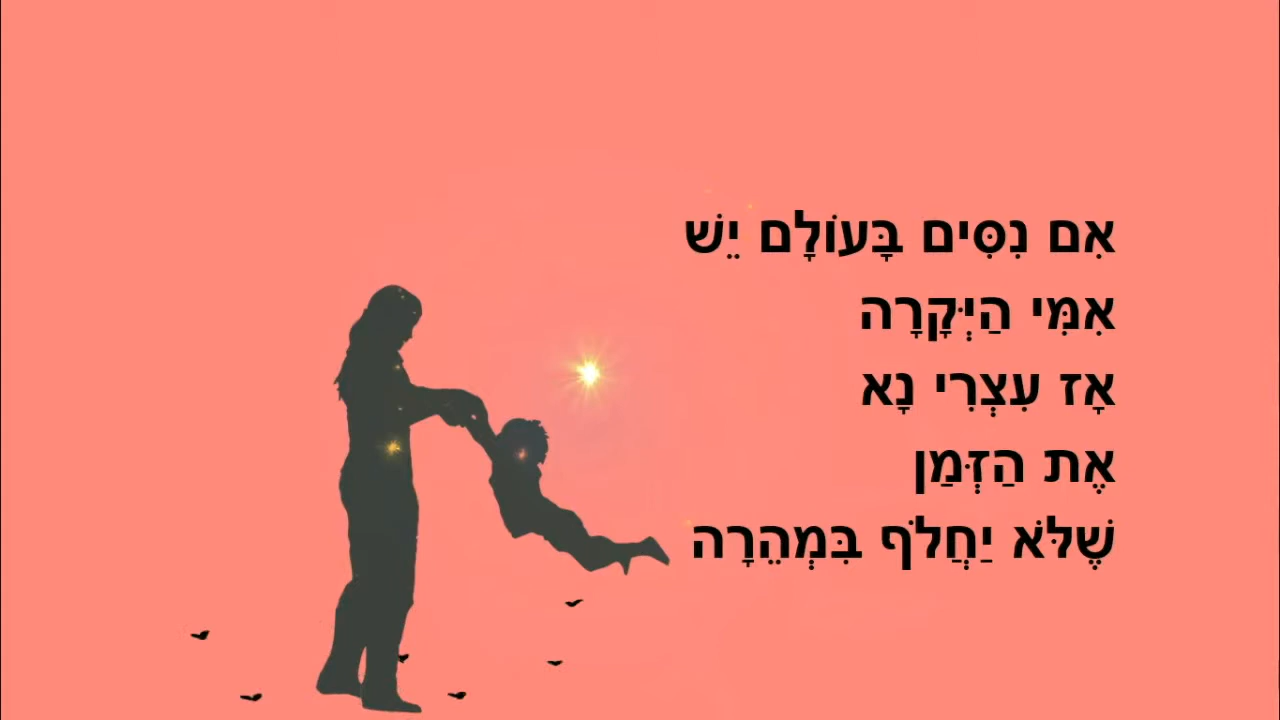 אִם נִסִּים בָּעוֹלָם יֵשׁ
אִמִּי הַיְּקָרָה
אָז עִצְרִי נָא
אֶת הַזְּמַן
שֶׁלֹּא יַחֲלֹף בִּמְהֵרָה